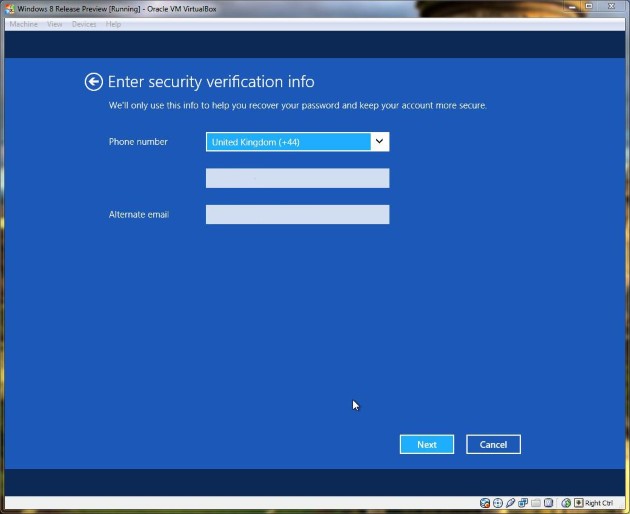 Windows 8 Release Preview [Running] - Oracle VM VirtualBox
Machine View Devices Help
Enter security verification info
We'll only use this info to help you recover your password and keep your account more secure.
Phone number
United Kingdom (+44)
Alternate email
Next
Cancel
Right Ctrl